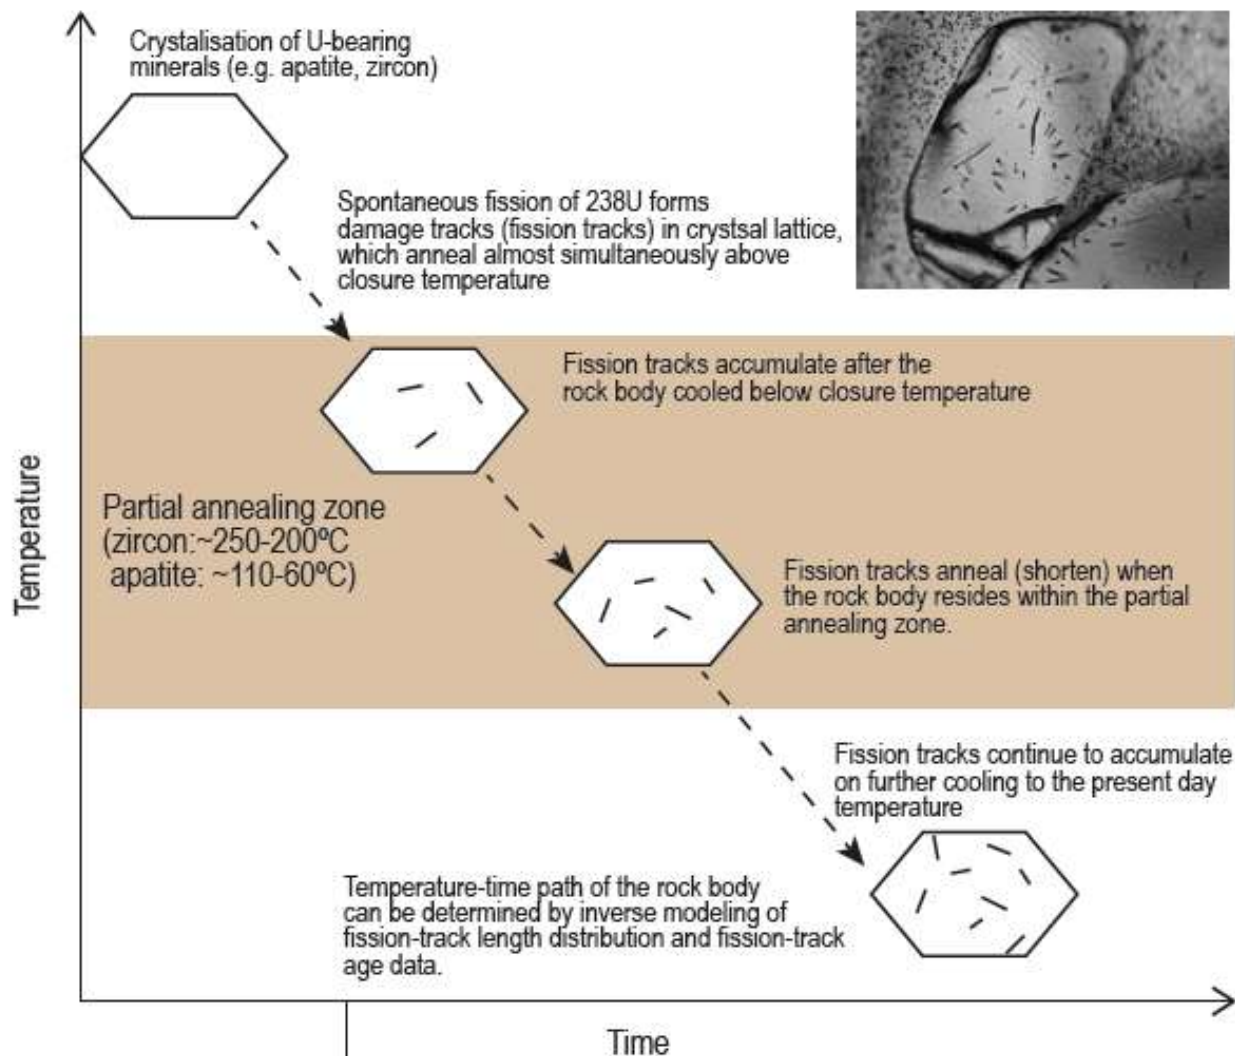 Crystalisation of U-bearing
minerals (e.g. apatite, zircon)
Spontaneous fission of 238U forms
damage tracks (fission tracks) in crystsal lattice,
which anneal almost simultaneously above
closure temperature
Fission tracks accumulate after the
rock body cooled below closure temperature
Partial annealing zone
(zircon:~250-200ºC
apatite: ~110-60ºC)
Fission tracks anneal (shorten) when
the rock body resides within the partial
annealing zone.
Fission tracks continue to accumulate
on further cooling to the present day
temperature
Temperature-time path of the rock body
can be determined by inverse modeling of
fission-track length distribution and fission-track
age data.
Temperature
Time